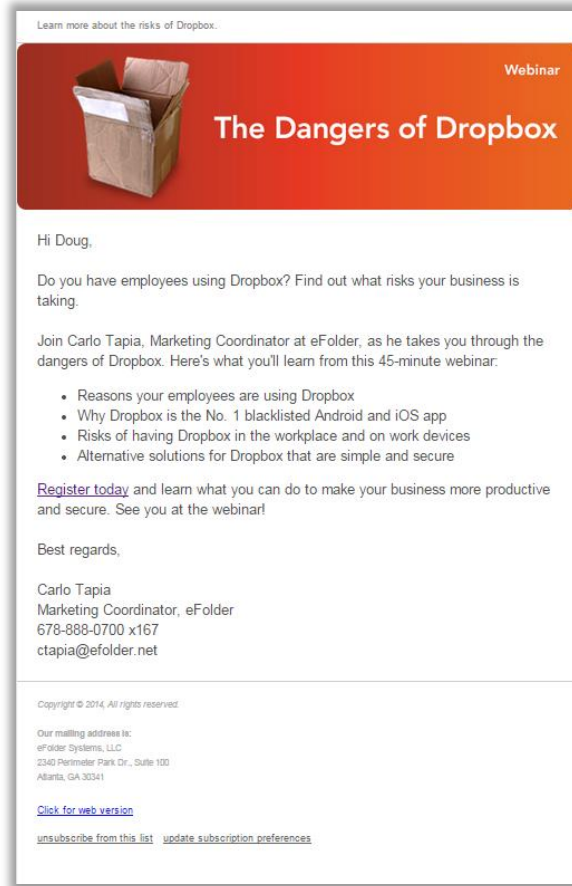 Learn more about the risks of Dropbox.
Webinar
The Dangers of Dropbox
Hi Doug,
Do you have employees using Dropbox? Find out what risks your business is
taking.
Join Carlo Tapia, Marketing Coordinator at eFolder, as he takes you through the
dangers of Dropbox. Here's what you'll learn from this 45-minute webinar:
• Reasons your employees are using Dropbox
• Why Dropbox is the No. 1 blacklisted Android and iOS app
• Risks of having Dropbox in the workplace and on work devices
• Alternative solutions for Dropbox that are simple and secure
Register today and learn what you can do to make your business more productive
and secure. See you at the webinar!
Best regards,
Carlo Tapia
Marketing Coordinator, eFolder
678-888-0700 x167
ctapia@efolder.net
Copyright © 2014, All rights reserved.
Our mailing address is:
eFolder Systems, LLC
2340 Perimeter Park Dr., Suite 100
Atlanta, GA 30341
Click for web version
unsubscribe from this list update subscription preferences